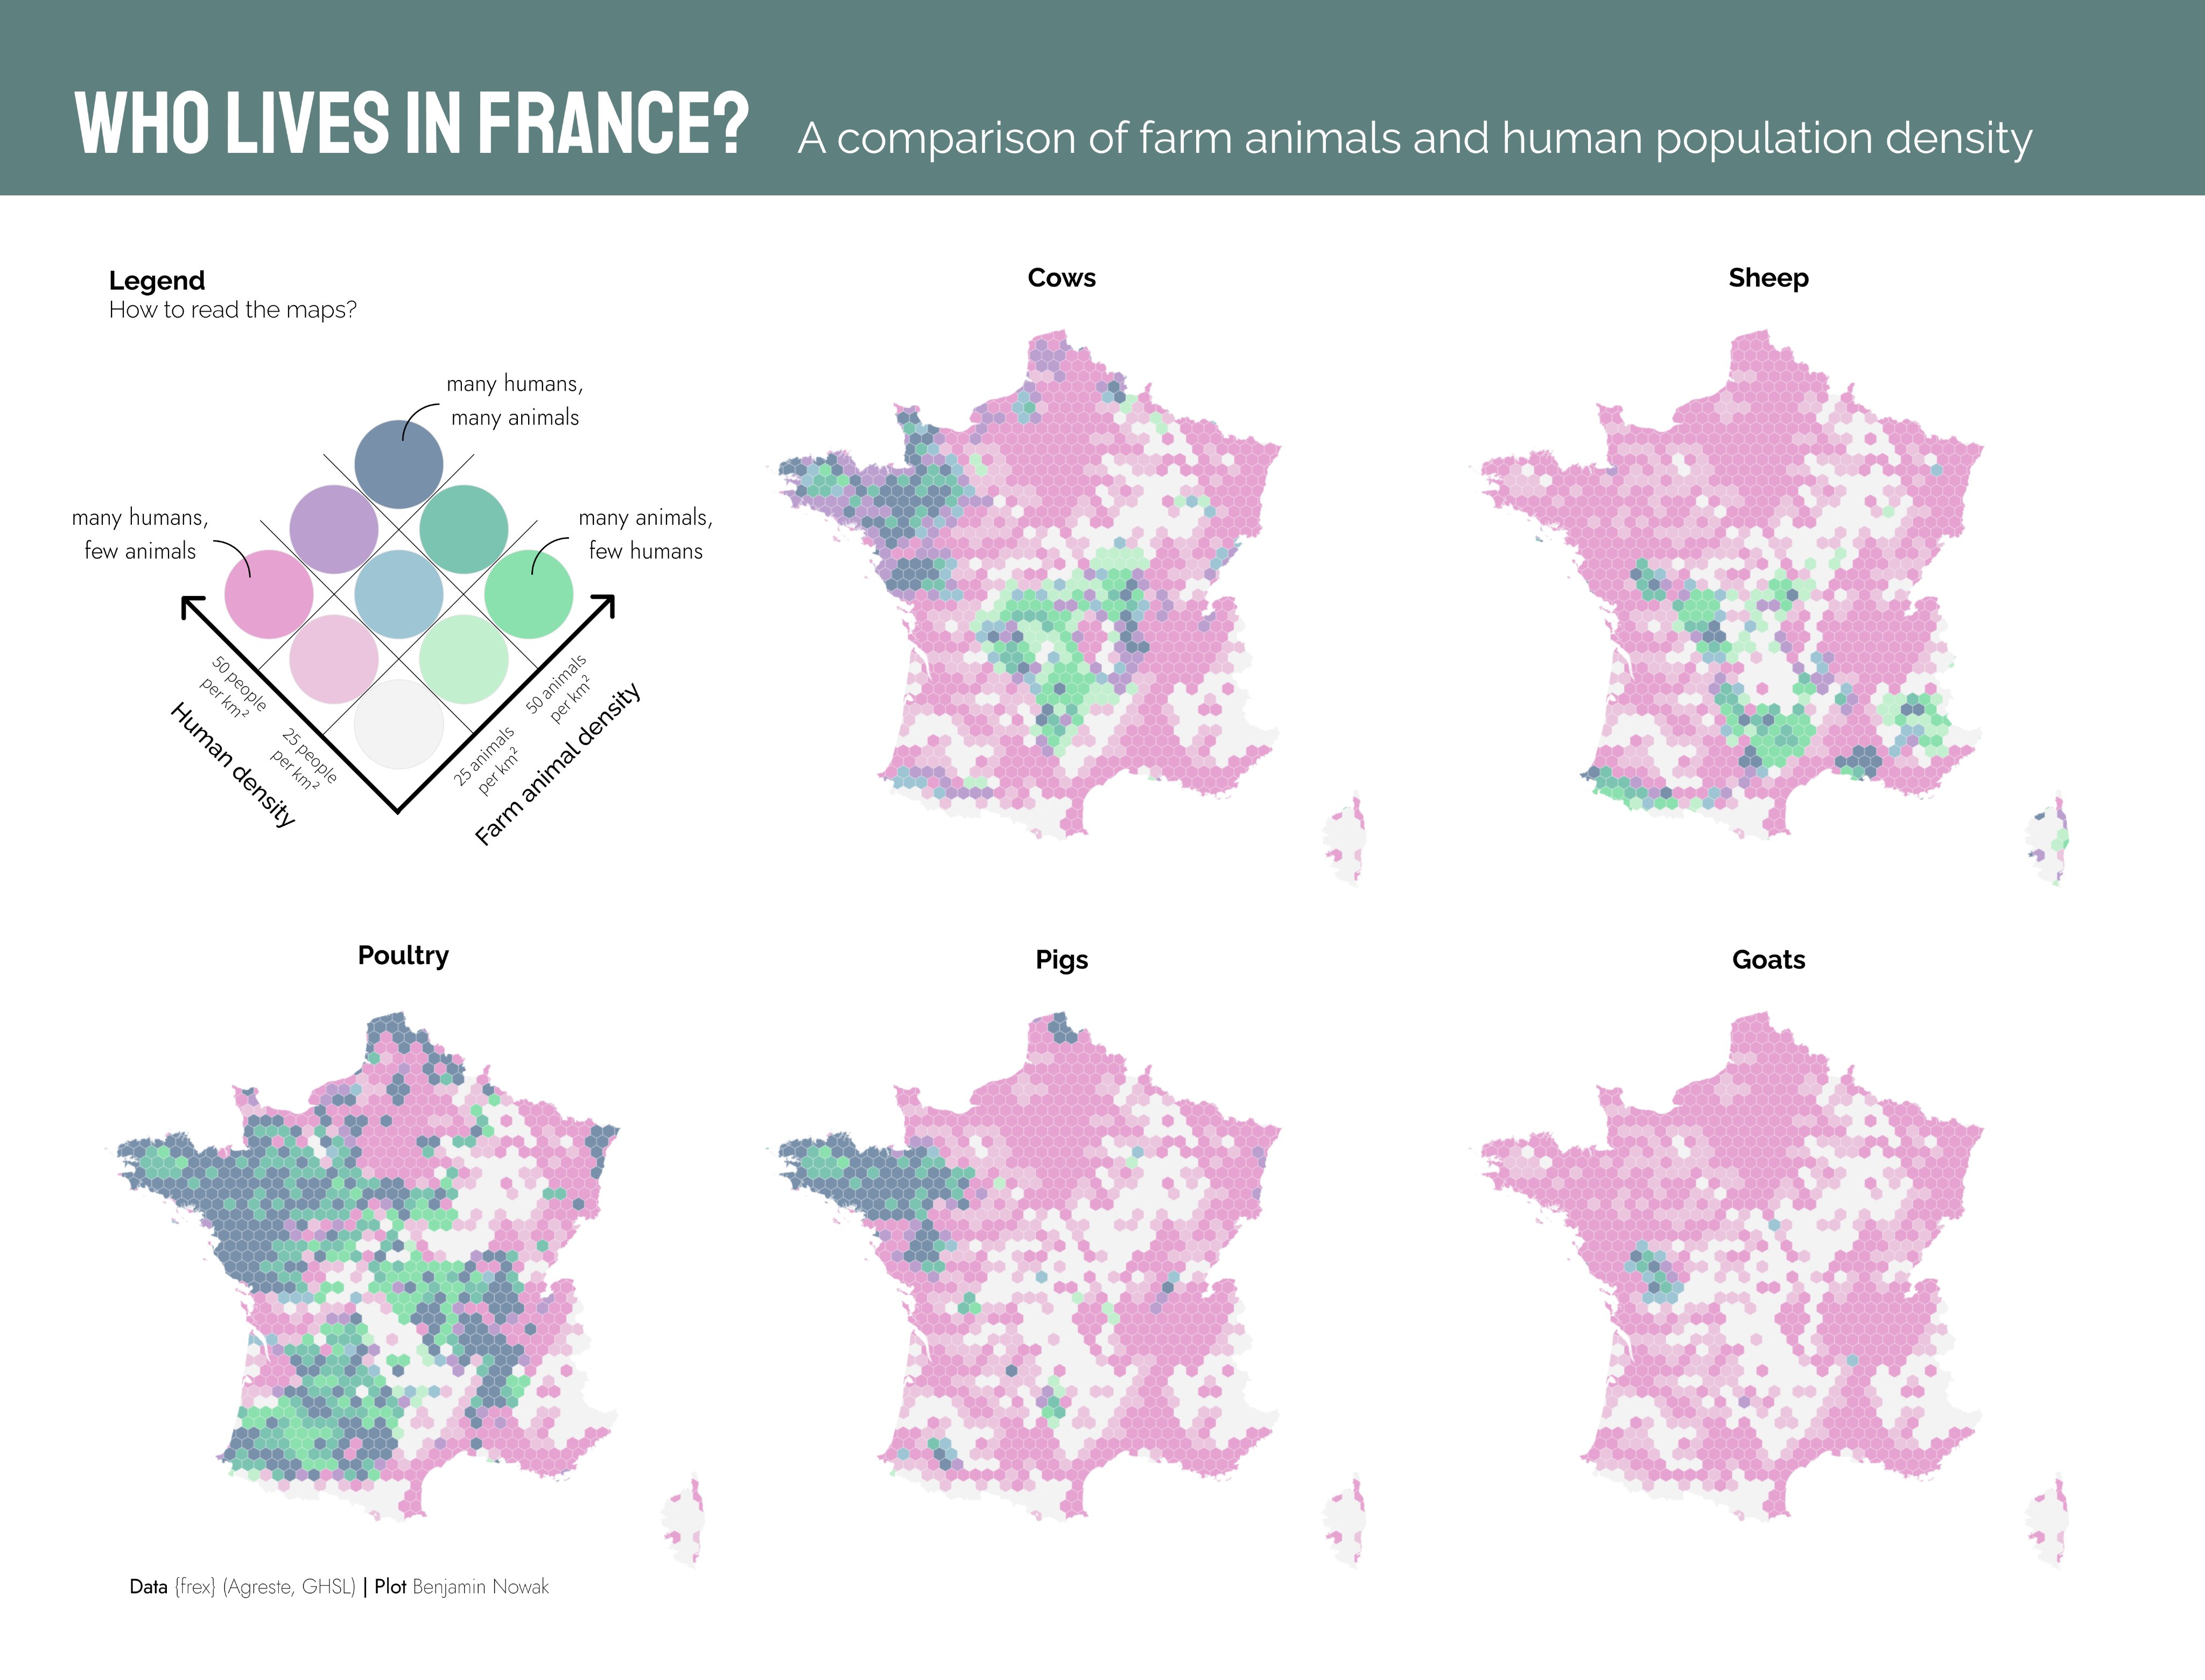 WHO LIVES IN FRANCE?
A comparison of farm animals and human population density
Legend
How to read the maps?
many humans,
many animals
many humans,
few animals
many animals,
few humans
50 people
per km²
25 people
per km²
Human density
25 animals
per km²
50 animals
per km²
Farm animal density
Cows
Sheep
Poultry
Pigs
Goats
Data {frex} (Agreste, GHSL) | Plot Benjamin Nowak